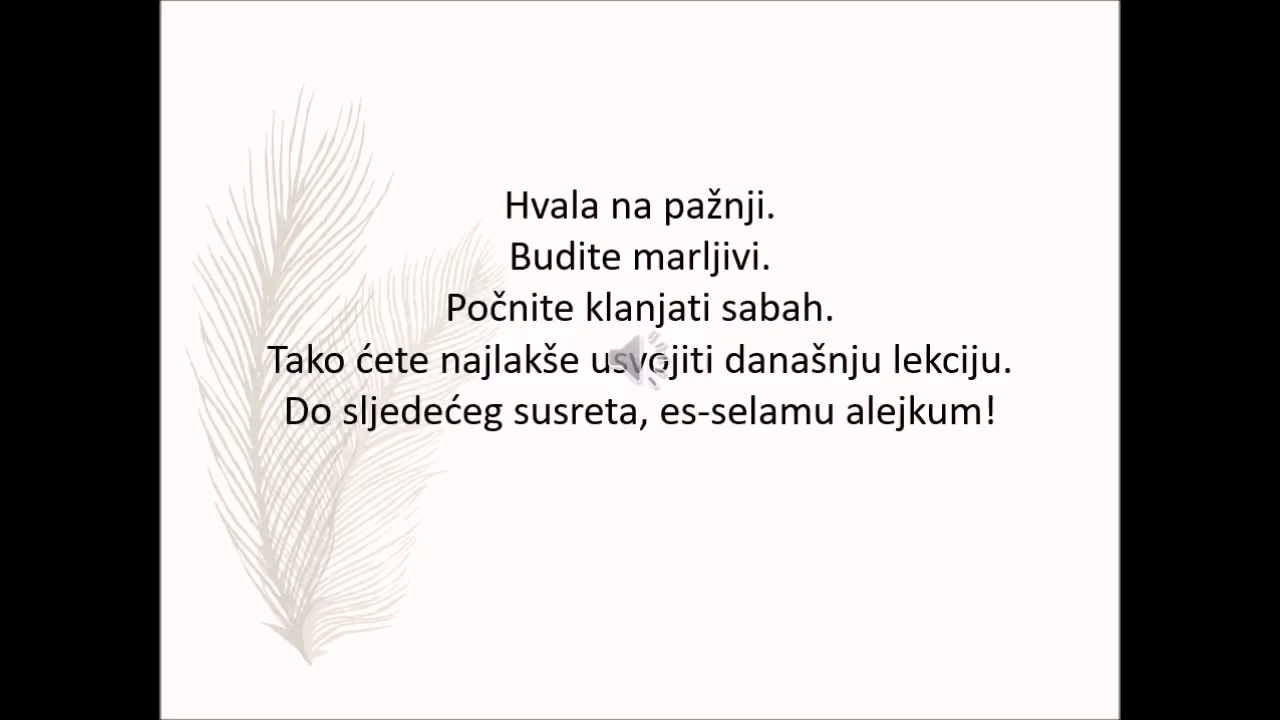 Hvala na pažnji.
Budite marljivi.
Počnite klanjati sabah.
Tako ćete najlakše usvojiti današnju lekciju.
Do sljedećeg susreta, es-selamu alejkum!